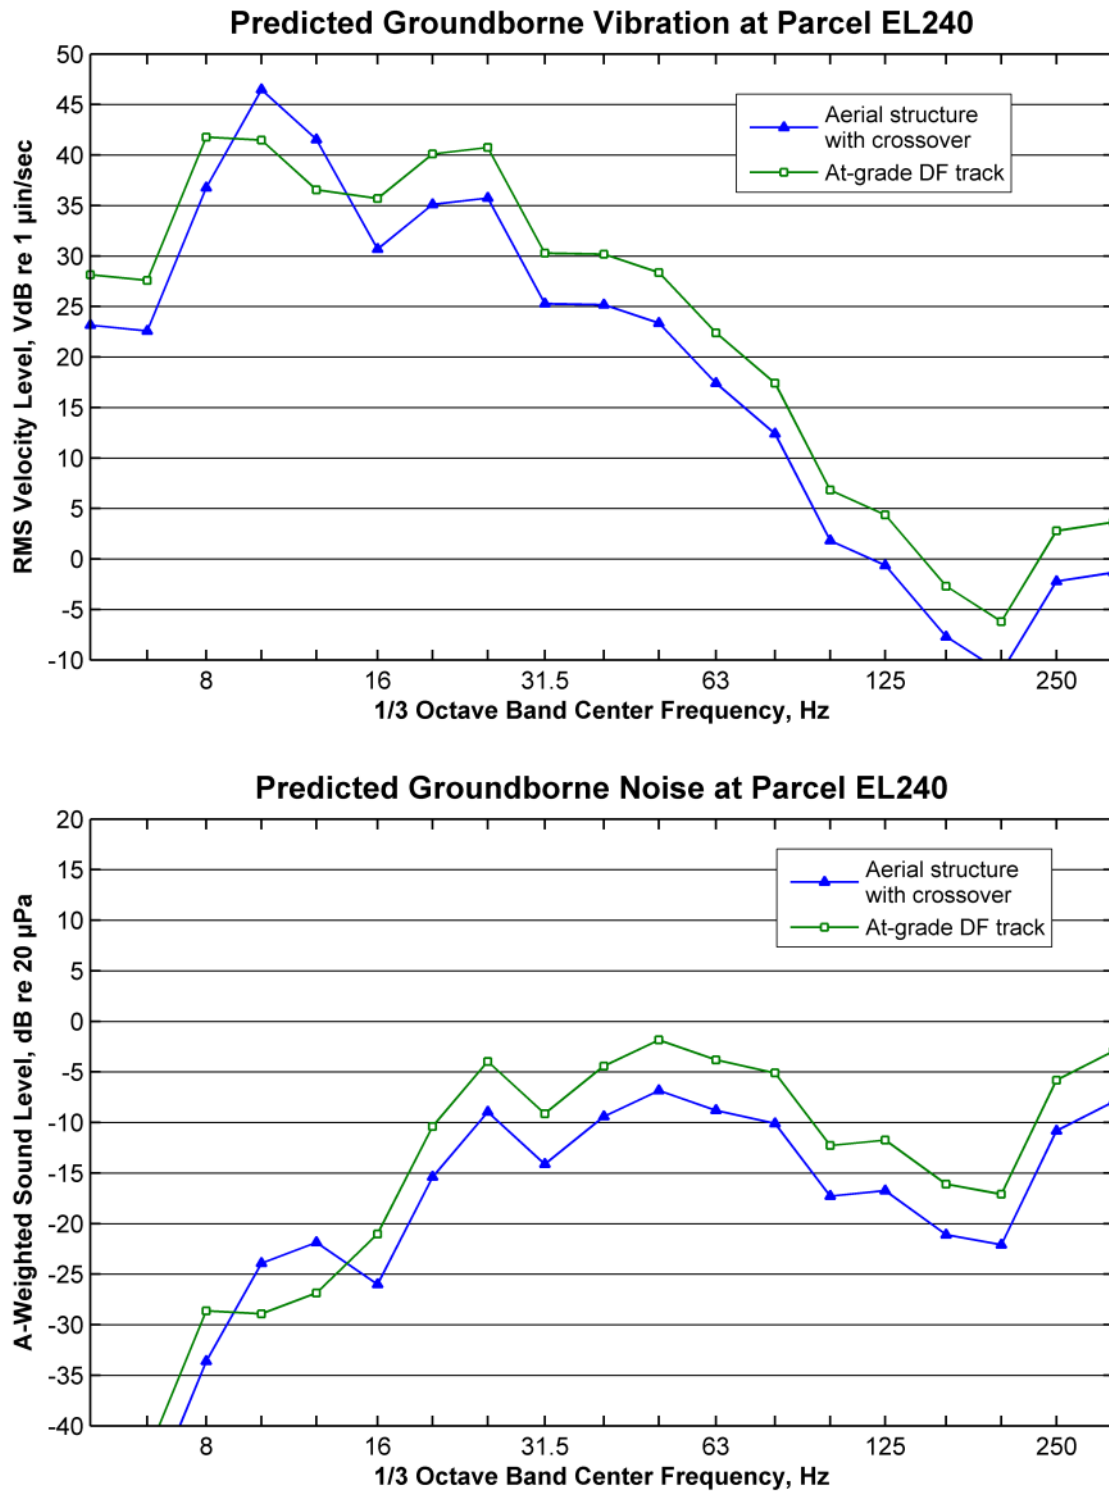 Predicted Groundborne Vibration at Parcel EL240
RMS Velocity Level, VdB re 1 µin/sec
50
45
40
35
30
25
20
15
10
5
0
-5
-10
Aerial structure
with crossover
At-grade DF track
8 16 31.5 63 125 250
1/3 Octave Band Center Frequency, Hz
Predicted Groundborne Noise at Parcel EL240
A-Weighted Sound Level, dB re 20 µPa
20
15
10
5
0
-5
-10
-15
-20
-25
-30
-35
-40
Aerial structure
with crossover
At-grade DF track
8 16 31.5 63 125 250
1/3 Octave Band Center Frequency, Hz